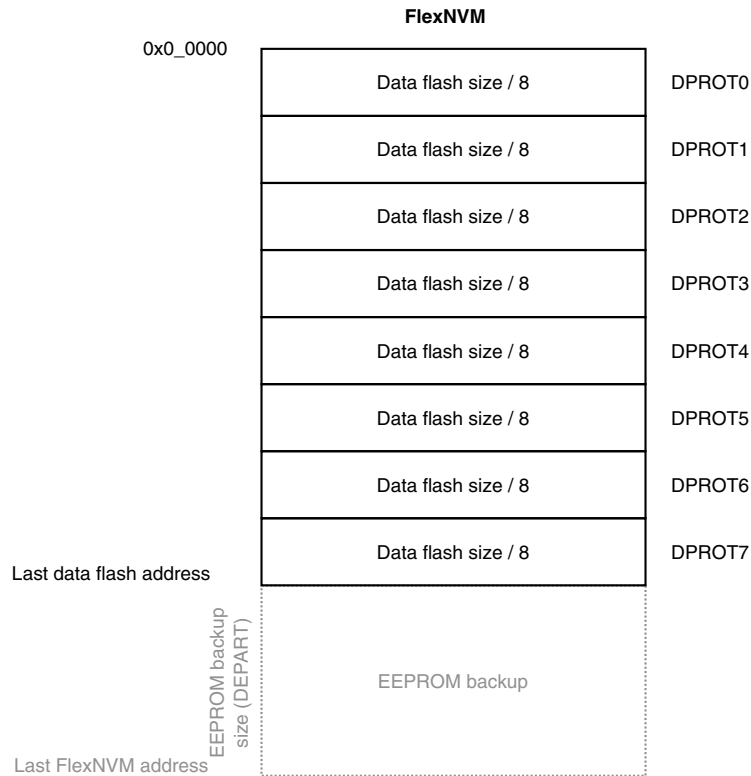 FlexNVM
0x0_0000
Data flash size / 8
DPROT0
Data flash size / 8
DPROT1
Data flash size / 8
DPROT2
Data flash size / 8
DPROT3
Data flash size / 8
DPROT4
Data flash size / 8
DPROT5
Data flash size / 8
DPROT6
Data flash size / 8
DPROT7
Last data flash address
EEPROM backup
size (DEPART)
EEPROM backup
Last FlexNVM address